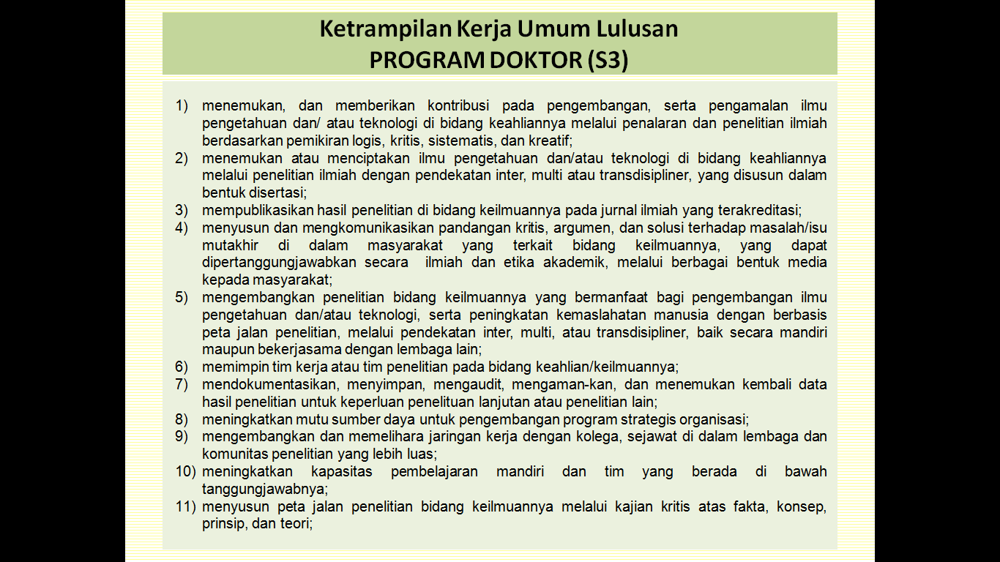 Ketrampilan Kerja Umum Lulusan
PROGRAM DOKTOR (S3)
1) menemukan, dan memberikan kontribusi pada pengembangan, serta pengamalan ilmu
pengetahuan dan/ atau teknologi di bidang keahliannya melalui penalaran dan penelitian ilmiah
berdasarkan pemikiran logis, kritis, sistematis, dan kreatif;
2) menemukan atau menciptakan ilmu pengetahuan dan/atau teknologi di bidang keahliannya
melalui penelitian ilmiah dengan pendekatan inter, multi atau transdisipliner, yang disusun dalam
bentuk disertasi;
3) mempublikasikan hasil penelitian di bidang keilmuannya pada jurnal ilmiah yang terakreditasi;
4) menyusun dan mengkomunikasikan pandangan kritis, argumen, dan solusi terhadap masalah/isu
mutakhir di dalam masyarakat yang terkait bidang keilmuannya, yang dapat
dipertanggungjawabkan secara ilmiah dan etika akademik, melalui berbagai bentuk media
kepada masyarakat;
5) mengembangkan penelitian bidang keilmuannya yang bermanfaat bagi pengembangan ilmu
pengetahuan dan/atau teknologi, serta peningkatan kemaslahatan manusia dengan berbasis
peta jalan penelitian, melalui pendekatan inter, multi, atau transdisipliner, baik secara mandiri
maupun bekerjasama dengan lembaga lain;
6) memimpin tim kerja atau tim penelitian pada bidang keahlian/keilmuannya;
7) mendokumentasikan, menyimpan, mengaudit, mengaman-kan, dan menemukan kembali data
hasil penelitian untuk keperluan penelituan lanjutan atau penelitian lain;
8) meningkatkan mutu sumber daya untuk pengembangan program strategis organisasi;
9) mengembangkan dan memelihara jaringan kerja dengan kolega, sejawat di dalam lembaga dan
komunitas penelitian yang lebih luas;
10) meningkatkan kapasitas pembelajaran mandiri dan tim yang berada di bawah
tanggungjawabnya;
11) menyusun peta jalan penelitian bidang keilmuannya melalui kajian kritis atas fakta, konsep,
prinsip, dan teori;